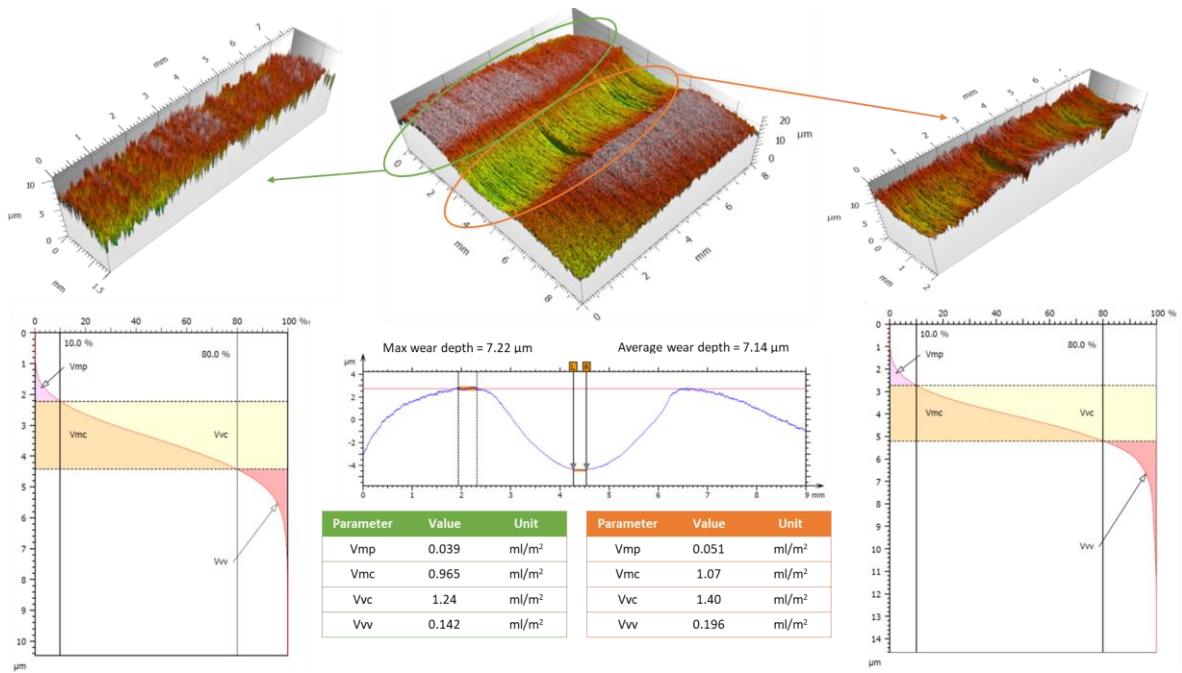 mm
0 1 2 3 4 5 6 7
10
5
0
µm
0
1.5
mm
20
10
0
µm
0 2 4 6 8
mm
0 2 4 6 8
mm
mm
0 1 2 3 4 5 6
10
5
0
µm
0 1 2
mm
0 20 40 60 80 100 %
10.0 %
80.0 %
Vmp
Vmc
Vvc
Vvv
0
1
2
3
4
5
6
7
8
9
10
µm
Max wear depth = 7.22 µm
Average wear depth = 7.14 µm
µm
4
2
0
-2
-4
0 1 2 3 4 5 6 7 8 9 mm
Parameter Value Unit
Vmp 0.039 ml/m²
Vmc 0.965 ml/m²
Vvc 1.24 ml/m²
Vvv 0.142 ml/m²
Parameter Value Unit
Vmp 0.051 ml/m²
Vmc 1.07 ml/m²
Vvc 1.40 ml/m²
Vvv 0.196 ml/m²
0 20 40 60 80 100 %
10.0 %
80.0 %
Vmp
Vmc
Vvc
Vvv
0
1
2
3
4
5
6
7
8
9
10
11
12
13
14
µm